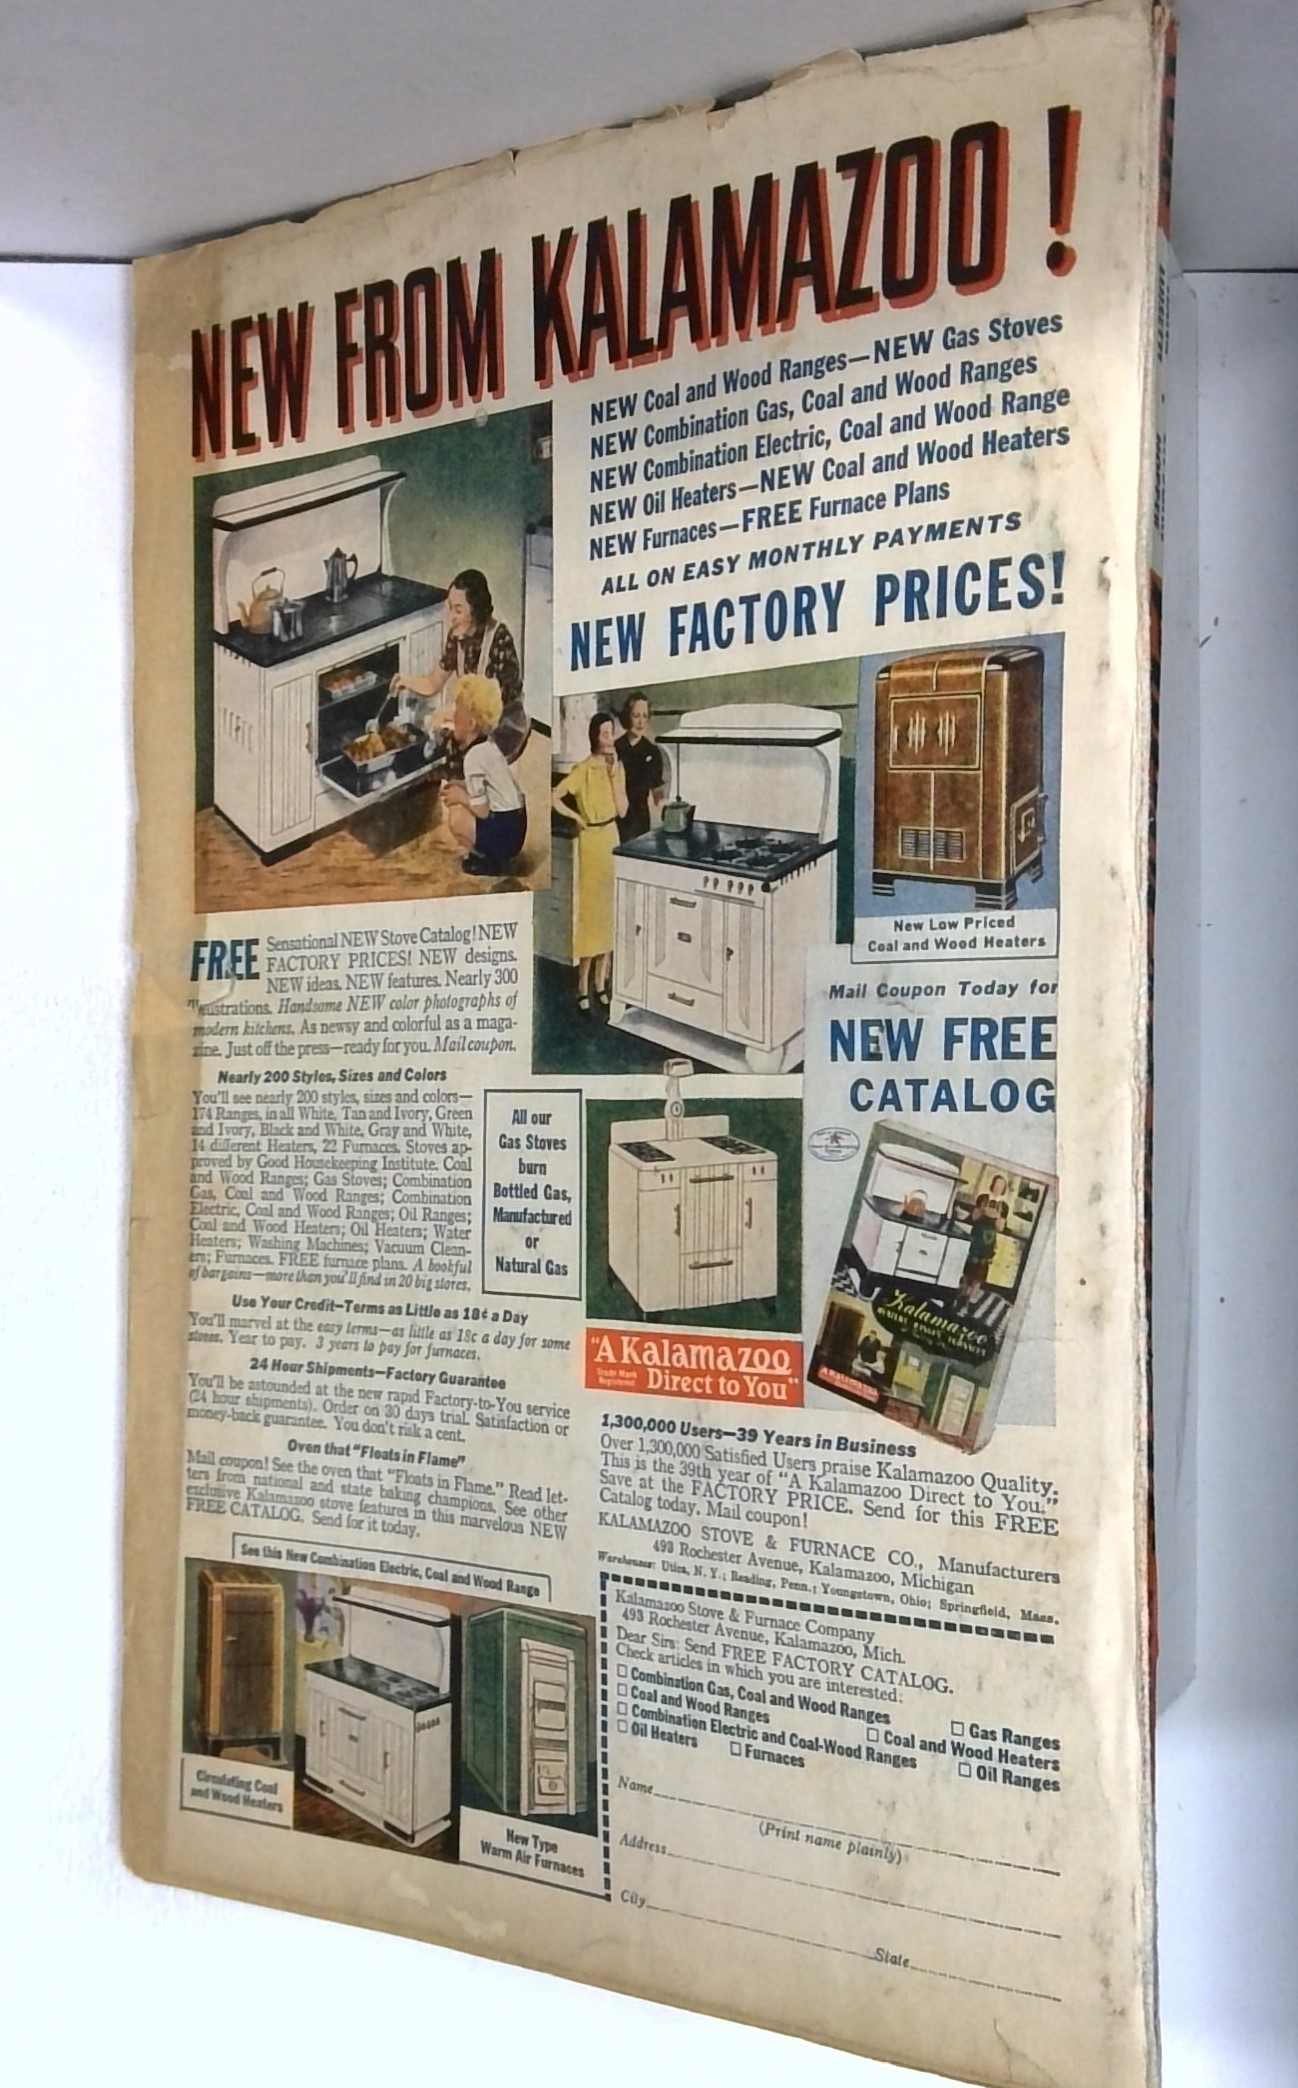 NEW FROM KALAMAZOO!
NEW Coal and Wood Ranges—NEW Gas Stoves
NEW Combination Gas, Coal and Wood Ranges
NEW Combination Electric, Coal and Wood Range
NEW Oil Heaters—NEW Coal and Wood Heaters
NEW Furnaces—FREE Furnace Plans
ALL ON EASY MONTHLY PAYMENTS
NEW FACTORY PRICES!
New Low Priced
Coal and Wood Heaters
FREE Sensational NEW Stove Catalog! NEW
FACTORY PRICES! NEW designs.
NEW ideas. NEW features. Nearly 300
illustrations. Handsome NEW color photographs of
modern kitchens. As newsy and colorful as a maga-
zine. Just off the press—ready for you. Mail coupon.
Nearly 200 Styles, Sizes and Colors
You'll see nearly 200 styles, sizes and colors—
174 Ranges, in all White, Tan and Ivory, Green
and Ivory, Black and White, Gray and White,
14 different Heaters, 22 Furnaces. Stoves ap-
proved by Good Housekeeping Institute. Coal
and Wood Ranges; Gas Stoves; Combination
Gas, Coal and Wood Ranges; Combination
Electric, Coal and Wood Ranges; Oil Ranges;
Coal and Wood Heaters; Oil Heaters; Water
Heaters; Washing Machines; Vacuum Clean-
ers; Furnaces. FREE furnace plans. A bookful
of bargains—more than you'll find in 20 big stores.
All our
Gas Stoves
burn
Bottled Gas,
Manufactured
or
Natural Gas
Use Your Credit—Terms as Little as 18¢ a Day
You'll marvel at the easy terms—as little as 18c a day for some
stoves. Year to pay. 3 years to pay for furnaces.
24 Hour Shipments—Factory Guarantee
You'll be astounded at the new rapid Factory-to-You service
(24 hour shipments). Order on 30 days trial. Satisfaction or
money-back guarantee. You don't risk a cent.
Oven that "Floats in Flame"
Mail coupon! See the oven that "Floats in Flame." Read let-
ters from national and state baking champions. See other
exclusive Kalamazoo stove features in this marvelous NEW
FREE CATALOG. Send for it today.
See this New Combination Electric, Coal and Wood Range
Circulating Coal
and Wood Heaters
New Type
Warm Air Furnaces
Mail Coupon Today for
NEW FREE
CATALOG
Kalamazoo
"A Kalamazoo
Trade Mark
Registered
Direct to You"
1,300,000 Users—39 Years in Business
Over 1,300,000 Satisfied Users praise Kalamazoo Quality.
This is the 39th year of "A Kalamazoo Direct to You."
Save at the FACTORY PRICE. Send for this FREE
Catalog today. Mail coupon!
KALAMAZOO STOVE & FURNACE CO., Manufacturers
493 Rochester Avenue, Kalamazoo, Michigan
Warehouses: Utica, N. Y.; Reading, Penn.; Youngstown, Ohio; Springfield, Mass.
Kalamazoo Stove & Furnace Company
493 Rochester Avenue, Kalamazoo, Mich.
Dear Sirs: Send FREE FACTORY CATALOG.
Check articles in which you are interested:
☐ Combination Gas, Coal and Wood Ranges ☐ Gas Ranges
☐ Coal and Wood Ranges ☐ Coal and Wood Heaters
☐ Combination Electric and Coal-Wood Ranges ☐ Oil Ranges
☐ Oil Heaters ☐ Furnaces
Name
(Print name plainly)
Address
City
State